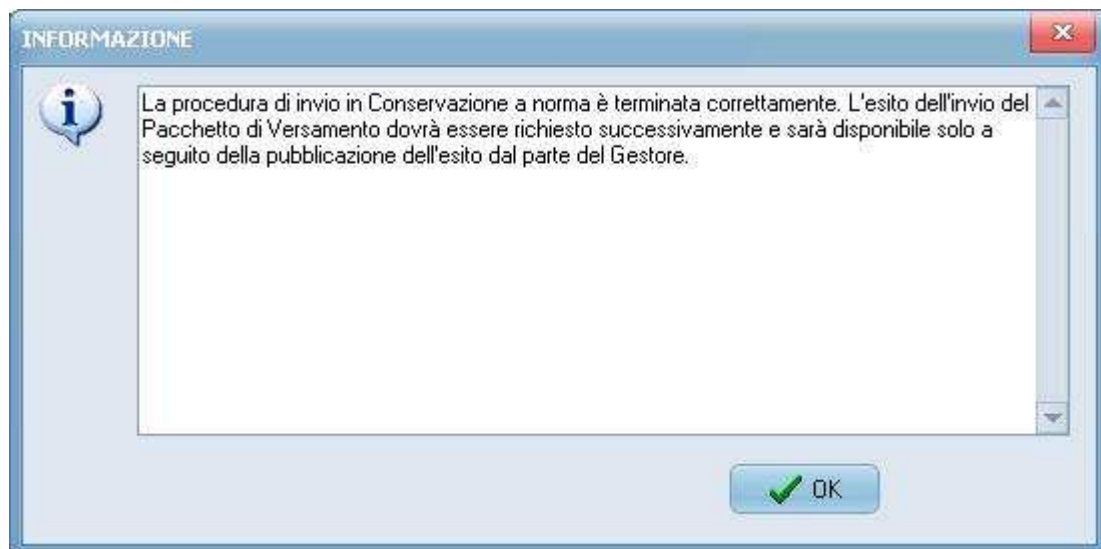 INFORMAZIONE
La procedura di invio in Conservazione a norma è terminata correttamente. L'esito dell'invio del
Pacchetto di Versamento dovrà essere richiesto successivamente e sarà disponibile solo a
seguito della pubblicazione dell'esito dal parte del Gestore.
OK